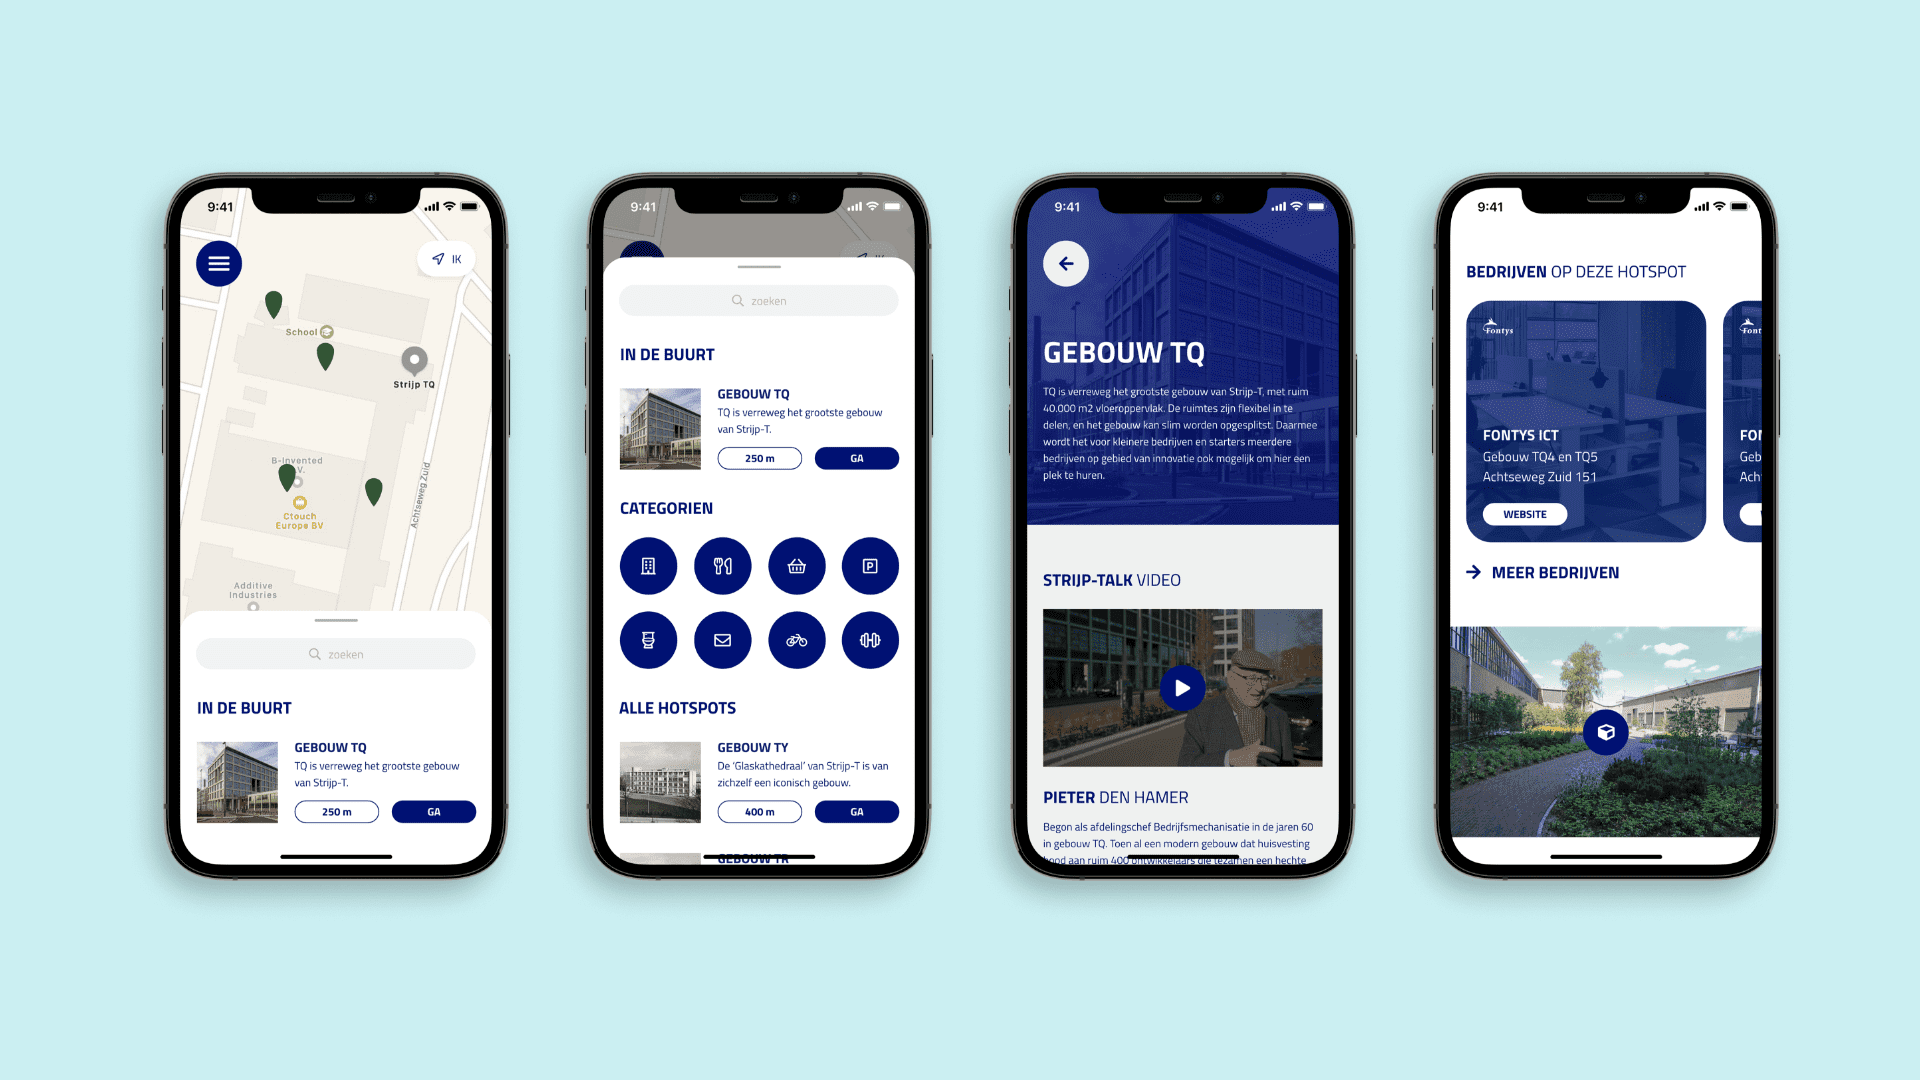 9:41
IK
School
Strijp TQ
B-Invented
V.
Ctouch
Europe BV
Achtseweg Zuid
Additive
Industries
zoeken
IN DE BUURT
GEBOUW TQ
TQ is verreweg het grootste gebouw
van Strijp-T.
250 m
GA
9:41
zoeken
IN DE BUURT
GEBOUW TQ
TQ is verreweg het grootste gebouw
van Strijp-T.
250 m
GA
CATEGORIEN
P
ALLE HOTSPOTS
GEBOUW TY
De ‘Glaskathedraal’ van Strijp-T is van
zichzelf een iconisch gebouw.
400 m
GA
GEBOUW TR
9:41
GEBOUW TQ
TQ is verreweg het grootste gebouw van Strijp-T, met ruim
40.000 m2 vloeroppervlak. De ruimtes zijn flexibel in te
delen, en het gebouw kan slim worden opgesplitst. Daarmee
wordt het voor kleinere bedrijven en starters meerdere
bedrijven op gebied van innovatie ook mogelijk om hier een
plek te huren.
STRIJP-TALK VIDEO
PIETER DEN HAMER
Begon als afdelingschef Bedrijfsmechanisatie in de jaren 60
in gebouw TQ. Toen al een modern gebouw dat huisvesting
bood aan ruim 400 ontwikkelaars die tezamen een hechte
9:41
BEDRIJVEN OP DEZE HOTSPOT
Fontys
FONTYS ICT
Gebouw TQ4 en TQ5
Achtseweg Zuid 151
WEBSITE
Font
FON
Geb
Ach
MEER BEDRIJVEN